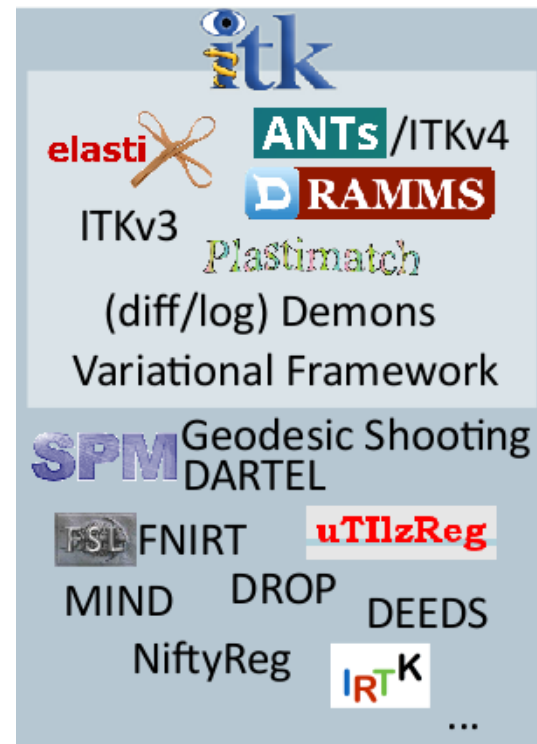 itk
elastix
ANTs /ITKv4
DRAMMS
ITKv3
Plastimatch
(diff/log) Demons
Variational Framework
SPM Geodesic Shooting
DARTEL
FSL FNIRT
uTIlzReg
MIND
DROP
DEEDS
NiftyReg
IRTK
...